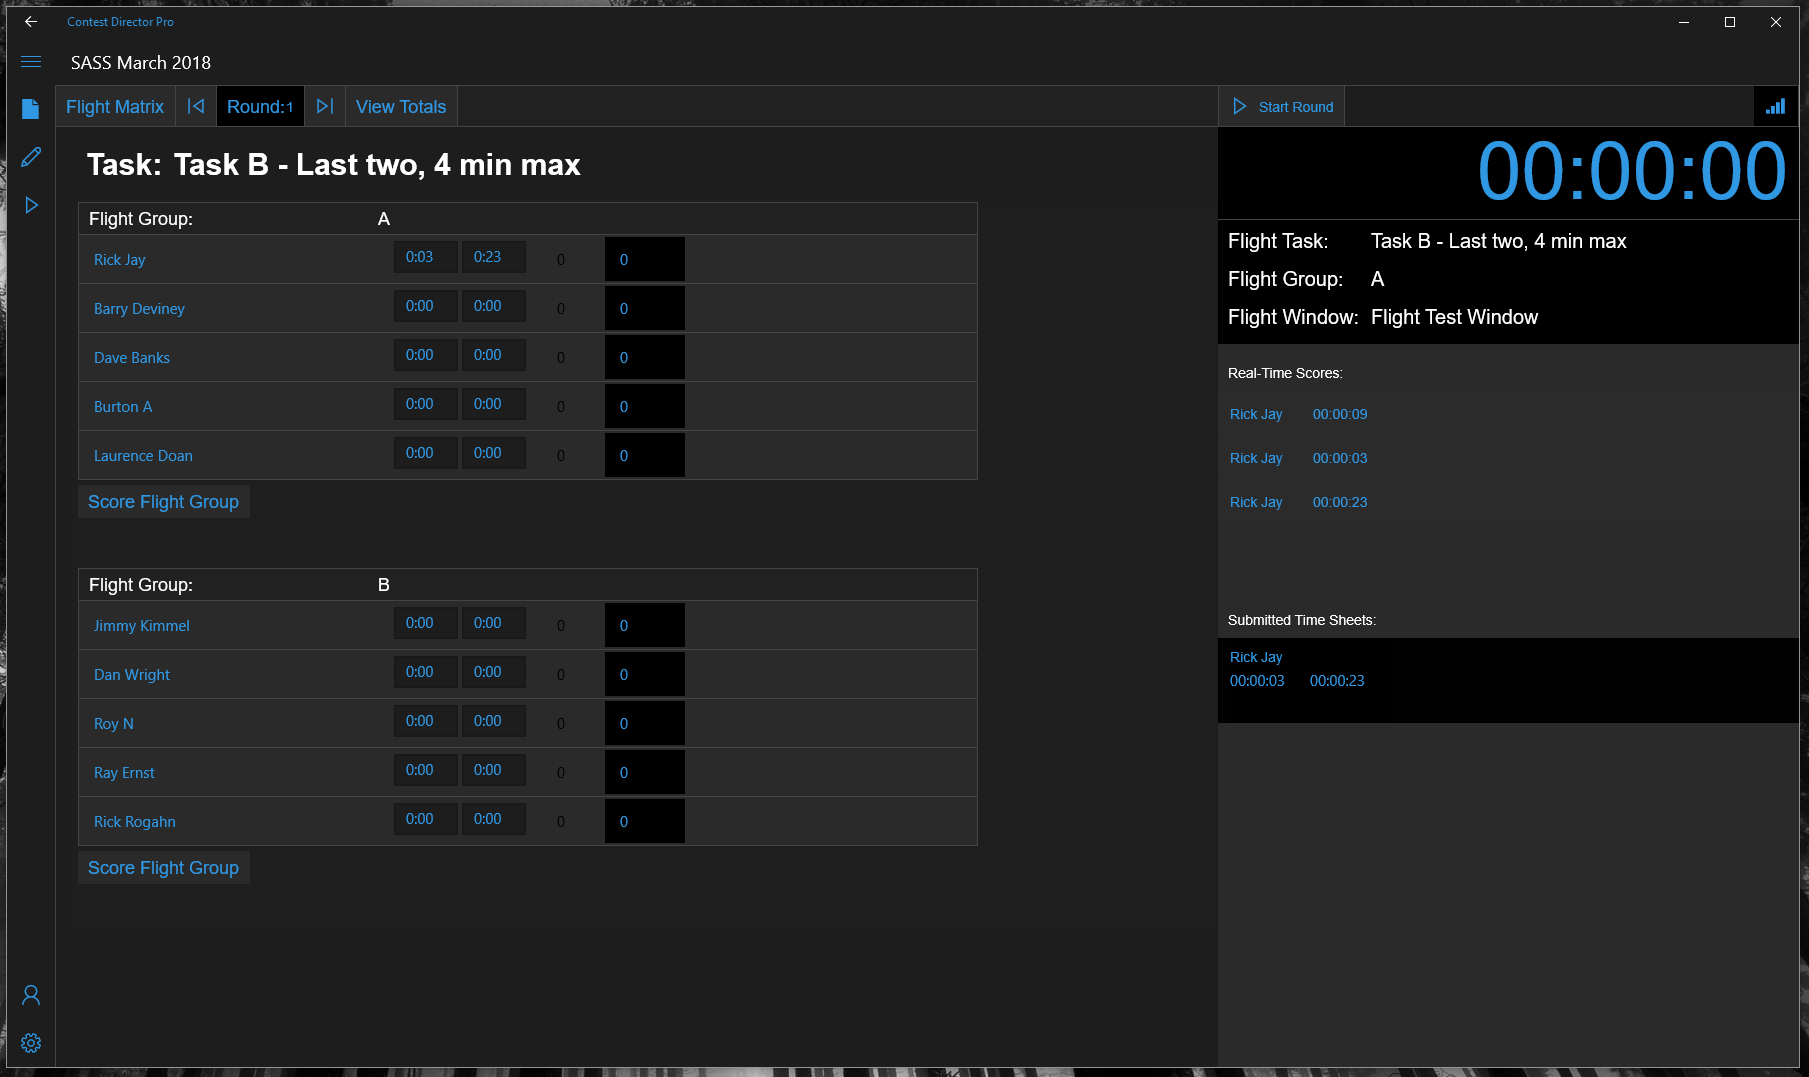 Contest Director Pro
SASS March 2018
Flight Matrix Round:1 View Totals
Task: Task B - Last two, 4 min max
Flight Group: A
Rick Jay 0:03 0:23 0 0
Barry Deviney 0:00 0:00 0 0
Dave Banks 0:00 0:00 0 0
Burton A 0:00 0:00 0 0
Laurence Doan 0:00 0:00 0 0
Score Flight Group
Flight Group: B
Jimmy Kimmel 0:00 0:00 0 0
Dan Wright 0:00 0:00 0 0
Roy N 0:00 0:00 0 0
Ray Ernst 0:00 0:00 0 0
Rick Rogahn 0:00 0:00 0 0
Score Flight Group
Start Round
00:00:00
Flight Task: Task B - Last two, 4 min max
Flight Group: A
Flight Window: Flight Test Window
Real-Time Scores:
Rick Jay 00:00:09
Rick Jay 00:00:03
Rick Jay 00:00:23
Submitted Time Sheets:
Rick Jay
00:00:03 00:00:23